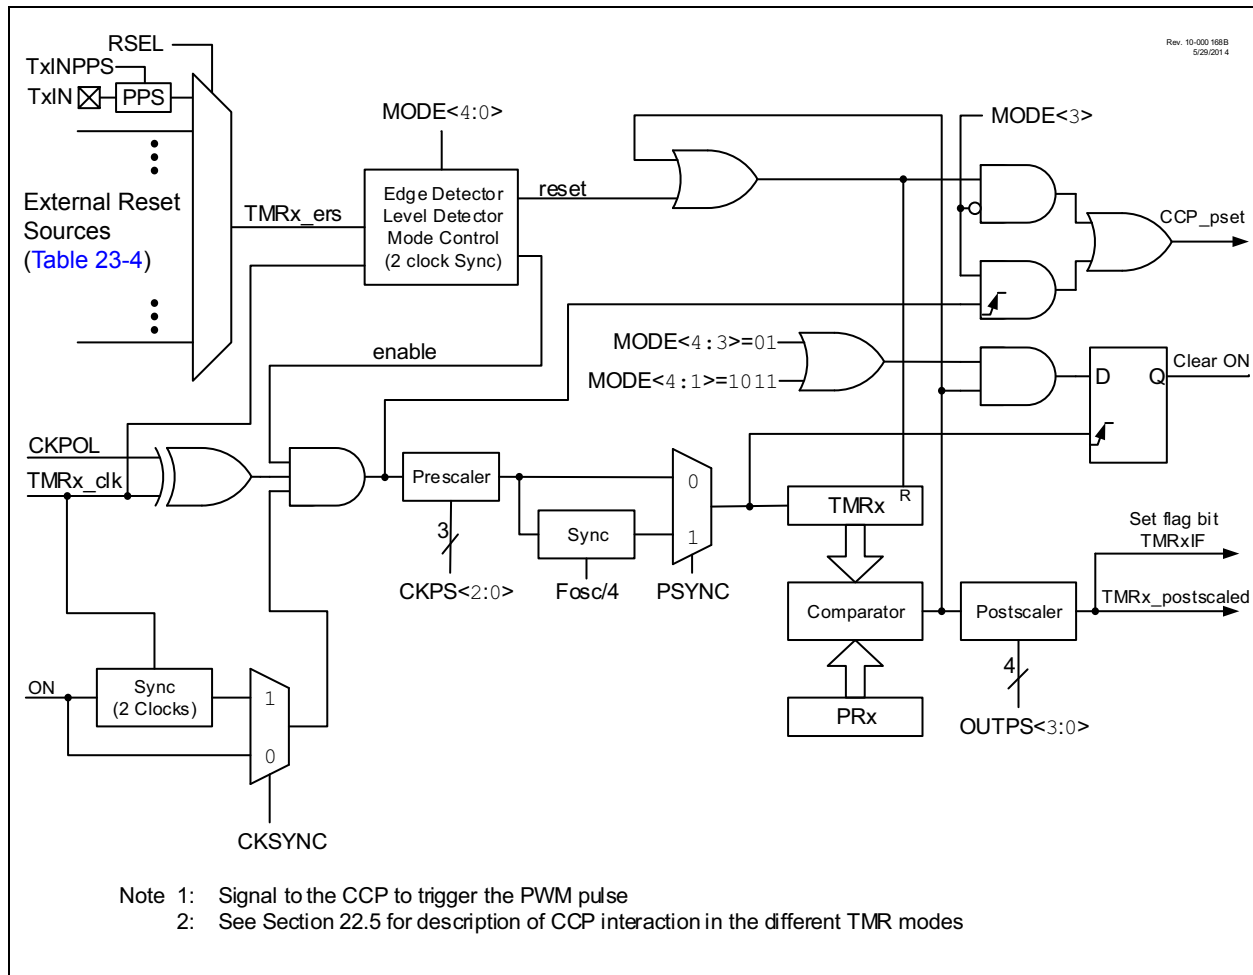 Rev. 10-000 168B
5/29/201 4
RSEL
TxINPPS
TxIN
PPS
MODE<4:0>
MODE<3>
External Reset
Sources
(Table 23-4)
TMRx_ers
Edge Detector
Level Detector
Mode Control
(2 clock Sync)
reset
CCP_pset
enable
MODE<4:3>=01
MODE<4:1>=1011
D
Q
Clear ON
CKPOL
TMRx_clk
Prescaler
0
TMRx
R
3
Sync
1
Set flag bit
TMRxIF
CKPS<2:0>
Fosc/4
PSYNC
Comparator
Postscaler
TMRx_postscaled
ON
Sync
(2 Clocks)
1
0
4
PRx
OUTPS<3:0>
CKSYNC
Note 1: Signal to the CCP to trigger the PWM pulse
2: See Section 22.5 for description of CCP interaction in the different TMR modes